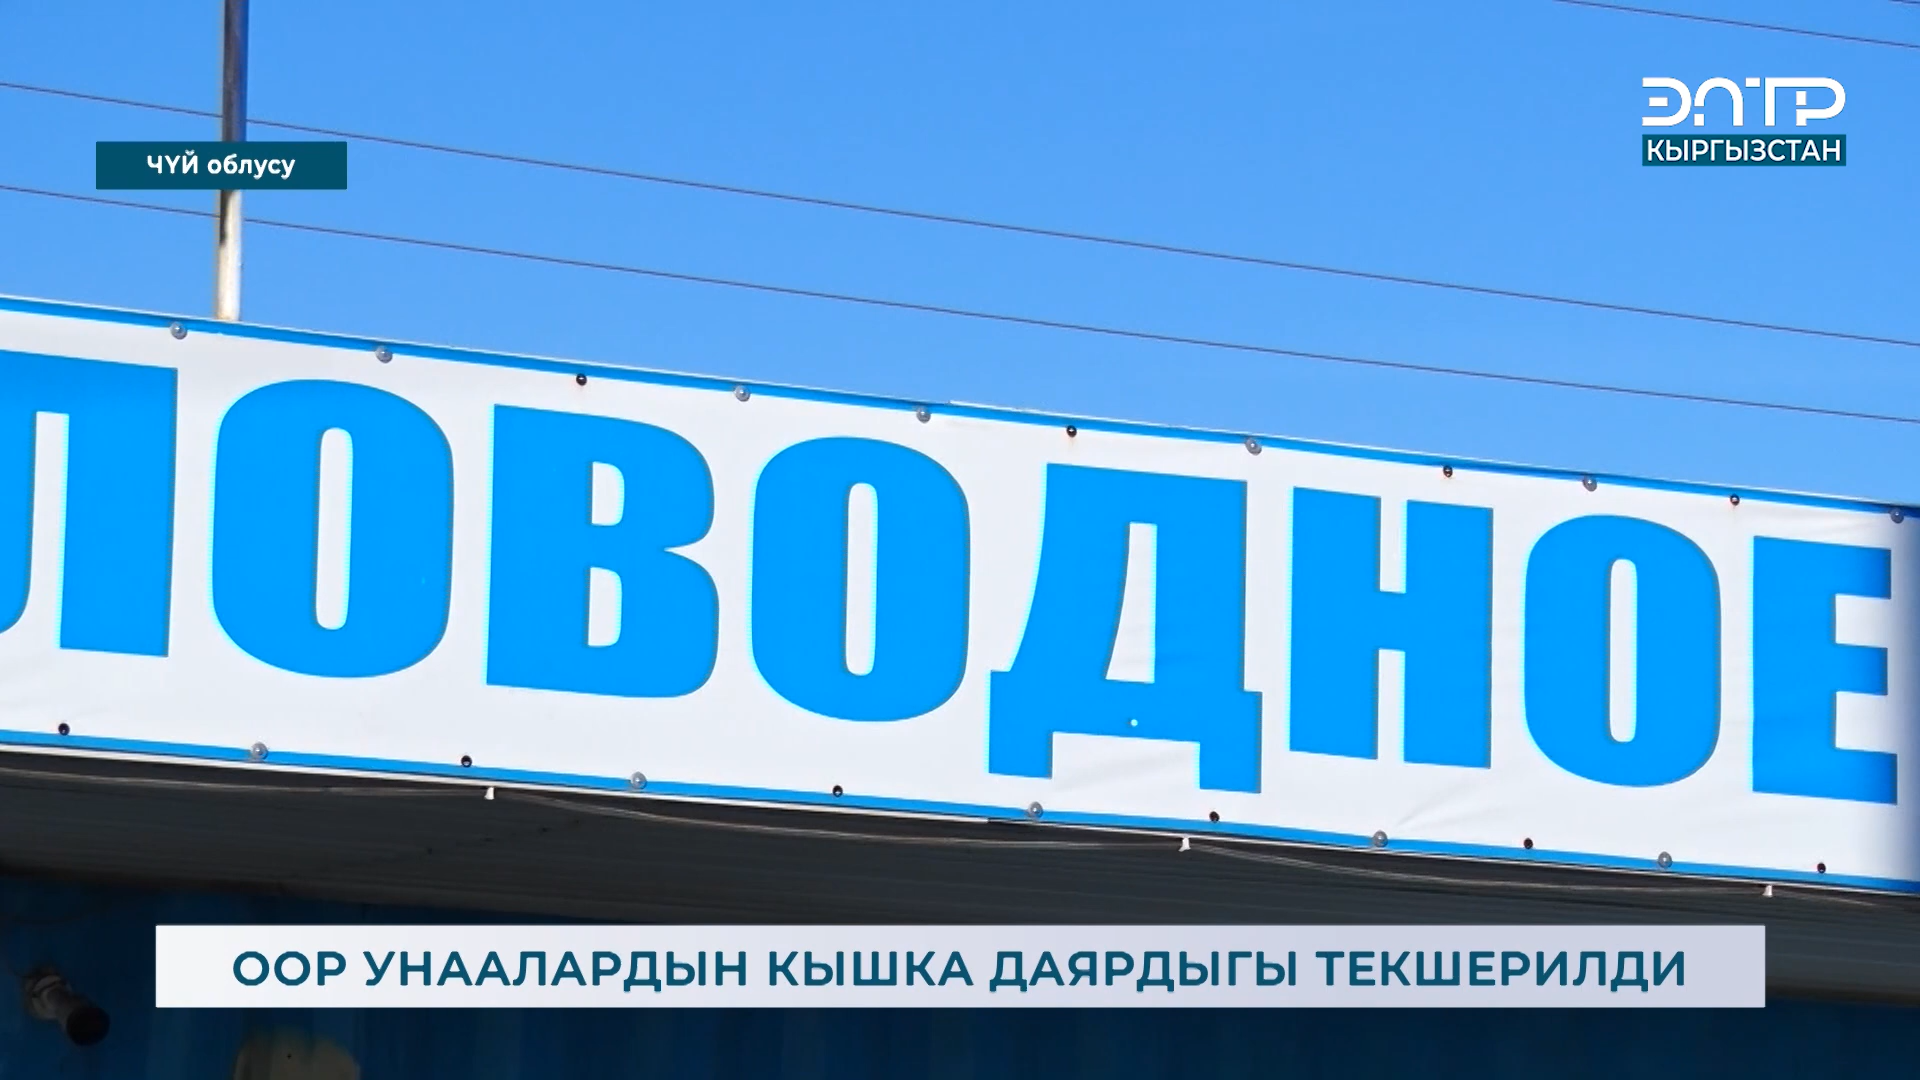 ЭЛТР
КЫРГЫЗСТАН
ЧҮЙ облусу
ЛОВОДНОЕ
ООР УНААЛАРДЫН КЫШКА ДАЯРДЫГЫ ТЕКШЕРИЛДИ